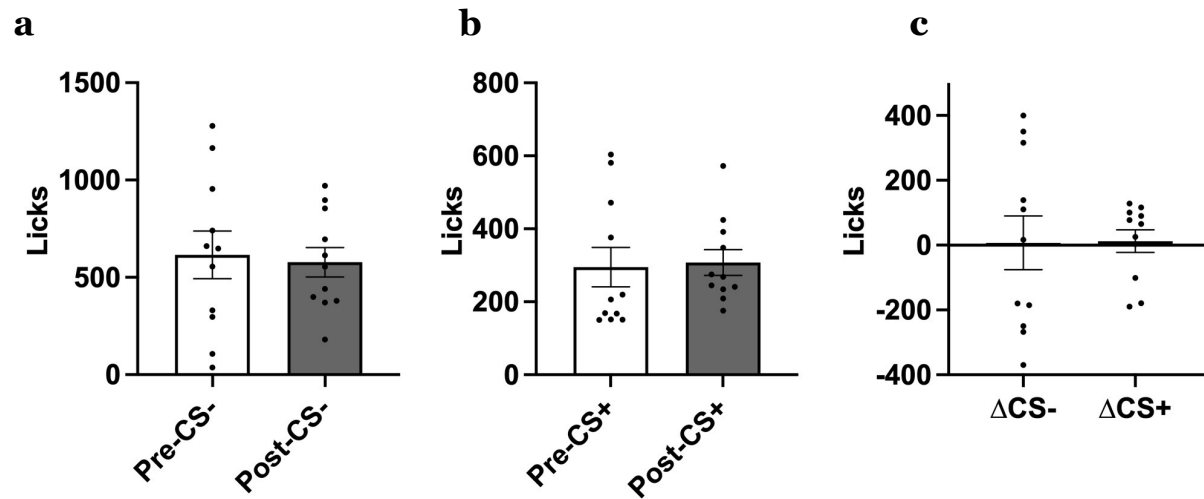 a
Licks
1500
1000
500
0
Pre-CS-
Post-CS-
b
Licks
800
600
400
200
0
Pre-CS+
Post-CS+
c
Licks
400
200
0
-200
-400
ΔCS-
ΔCS+